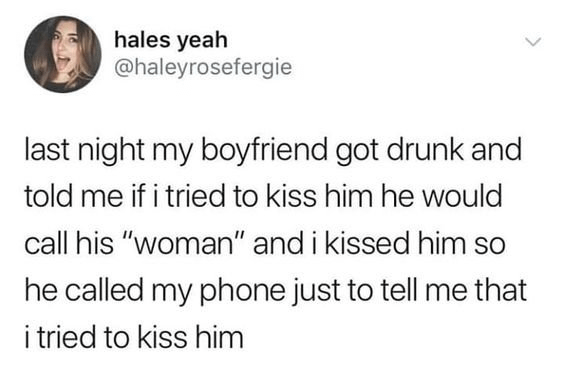 hales yeah
@haleyrosefergie
last night my boyfriend got drunk and
told me if i tried to kiss him he would
call his "woman" and i kissed him so
he called my phone just to tell me that
i tried to kiss him